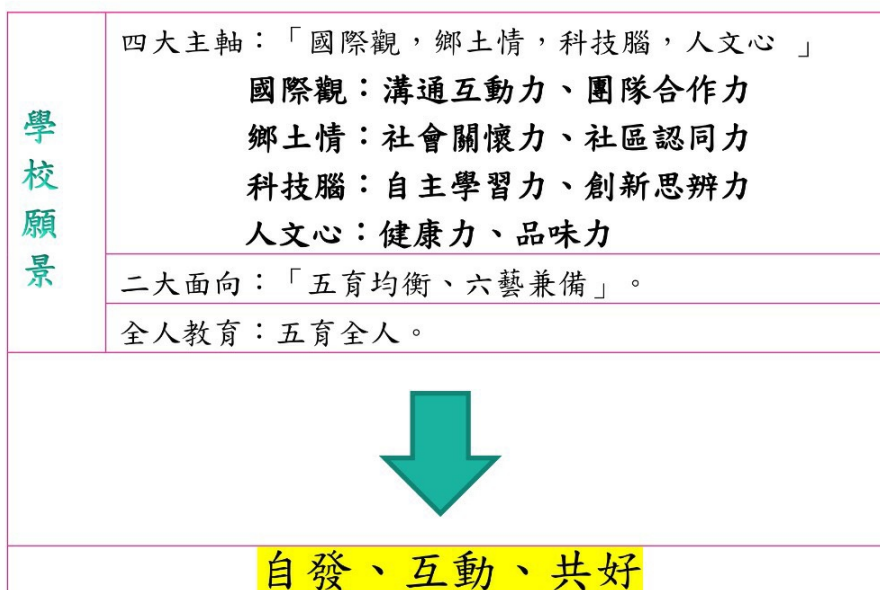 學校願景
四大主軸：「國際觀，鄉土情，科技腦，人文心 」
國際觀：溝通互動力、團隊合作力
鄉土情：社會關懷力、社區認同力
科技腦：自主學習力、創新思辨力
人文心：健康力、品味力
二大面向：「五育均衡、六藝兼備」。
全人教育：五育全人。
自發、互動、共好